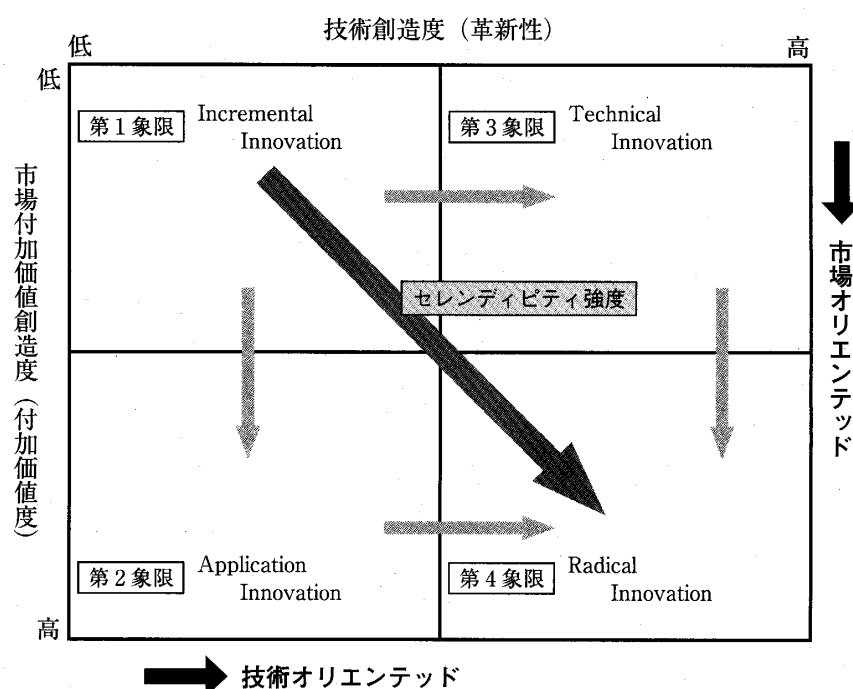 技術創造度（革新性）
低
高
低
第1象限
Incremental
Innovation
第3象限
Technical
Innovation
市場付加価値創造度（付加価値度）
市場オリエンテッド
セレンディピティ強度
第2象限
Application
Innovation
第4象限
Radical
Innovation
高
技術オリエンテッド